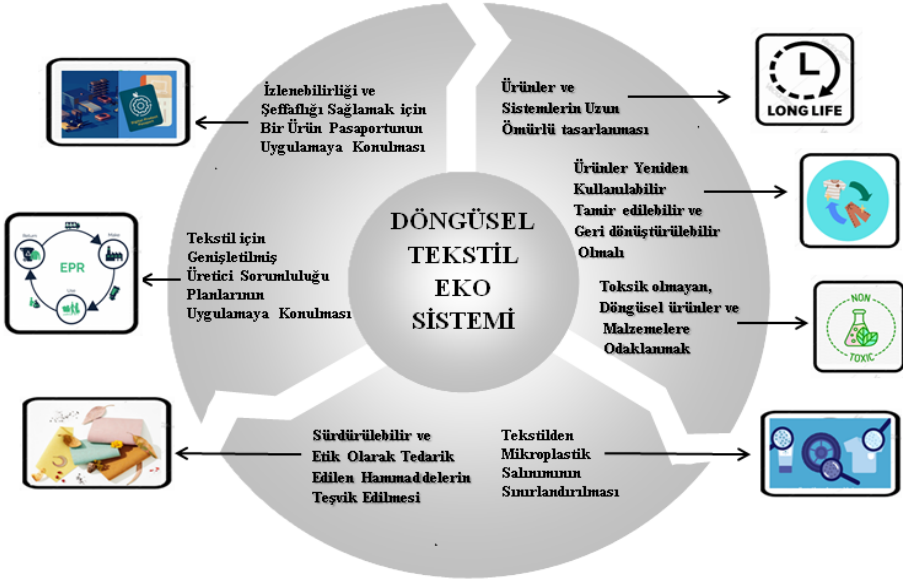 DÖNGÜSEL
TEKSTİL
EKO
SİSTEMİ
Ürünler ve
Sistemlerin Uzun
Ömürlü tasarlanması
LONG LIFE
Ürünler Yeniden
Kullanılabilir
Tamir edilebilir ve
Geri dönüştürülebilir
Olmalı
Toksik olmayan,
Döngüsel ürünler ve
Malzemelere
Odaklanmak
NON
TOXIC
Tekstilden
Mikroplastik
Salınımının
Sınırlandırılması
Sürdürülebilir ve
Etik Olarak Tedarik
Edilen Hammaddelerin
Teşvik Edilmesi
Tekstil için
Genişletilmiş
Üretici Sorumluluğu
Planlarının
Uygulamaya Konulması
Return
Make
EPR
Use
İzlenebilirliği ve
Şeffaflığı Sağlamak için
Bir Ürün Pasaportunun
Uygulamaya Konulması